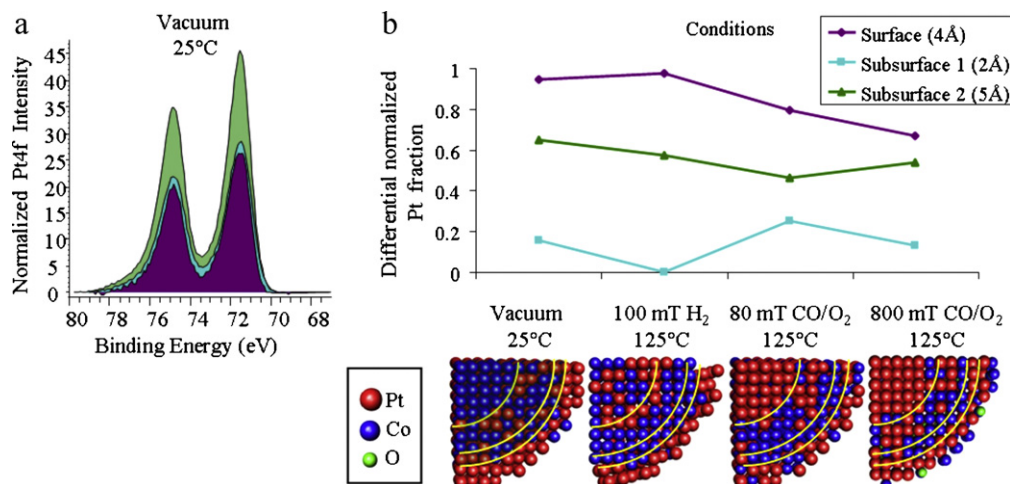 a
Vacuum
25°C
Normalized Pt4f Intensity
45
40
35
30
25
20
15
10
5
0
80 78 76 74 72 70 68
Binding Energy (eV)
b
Conditions
Surface (4Å)
Subsurface 1 (2Å)
Subsurface 2 (5Å)
Differential normalized
Pt fraction
1
0.8
0.6
0.4
0.2
0
Vacuum
25°C
100 mT H₂
125°C
80 mT CO/O₂
125°C
800 mT CO/O₂
125°C
Pt
Co
O